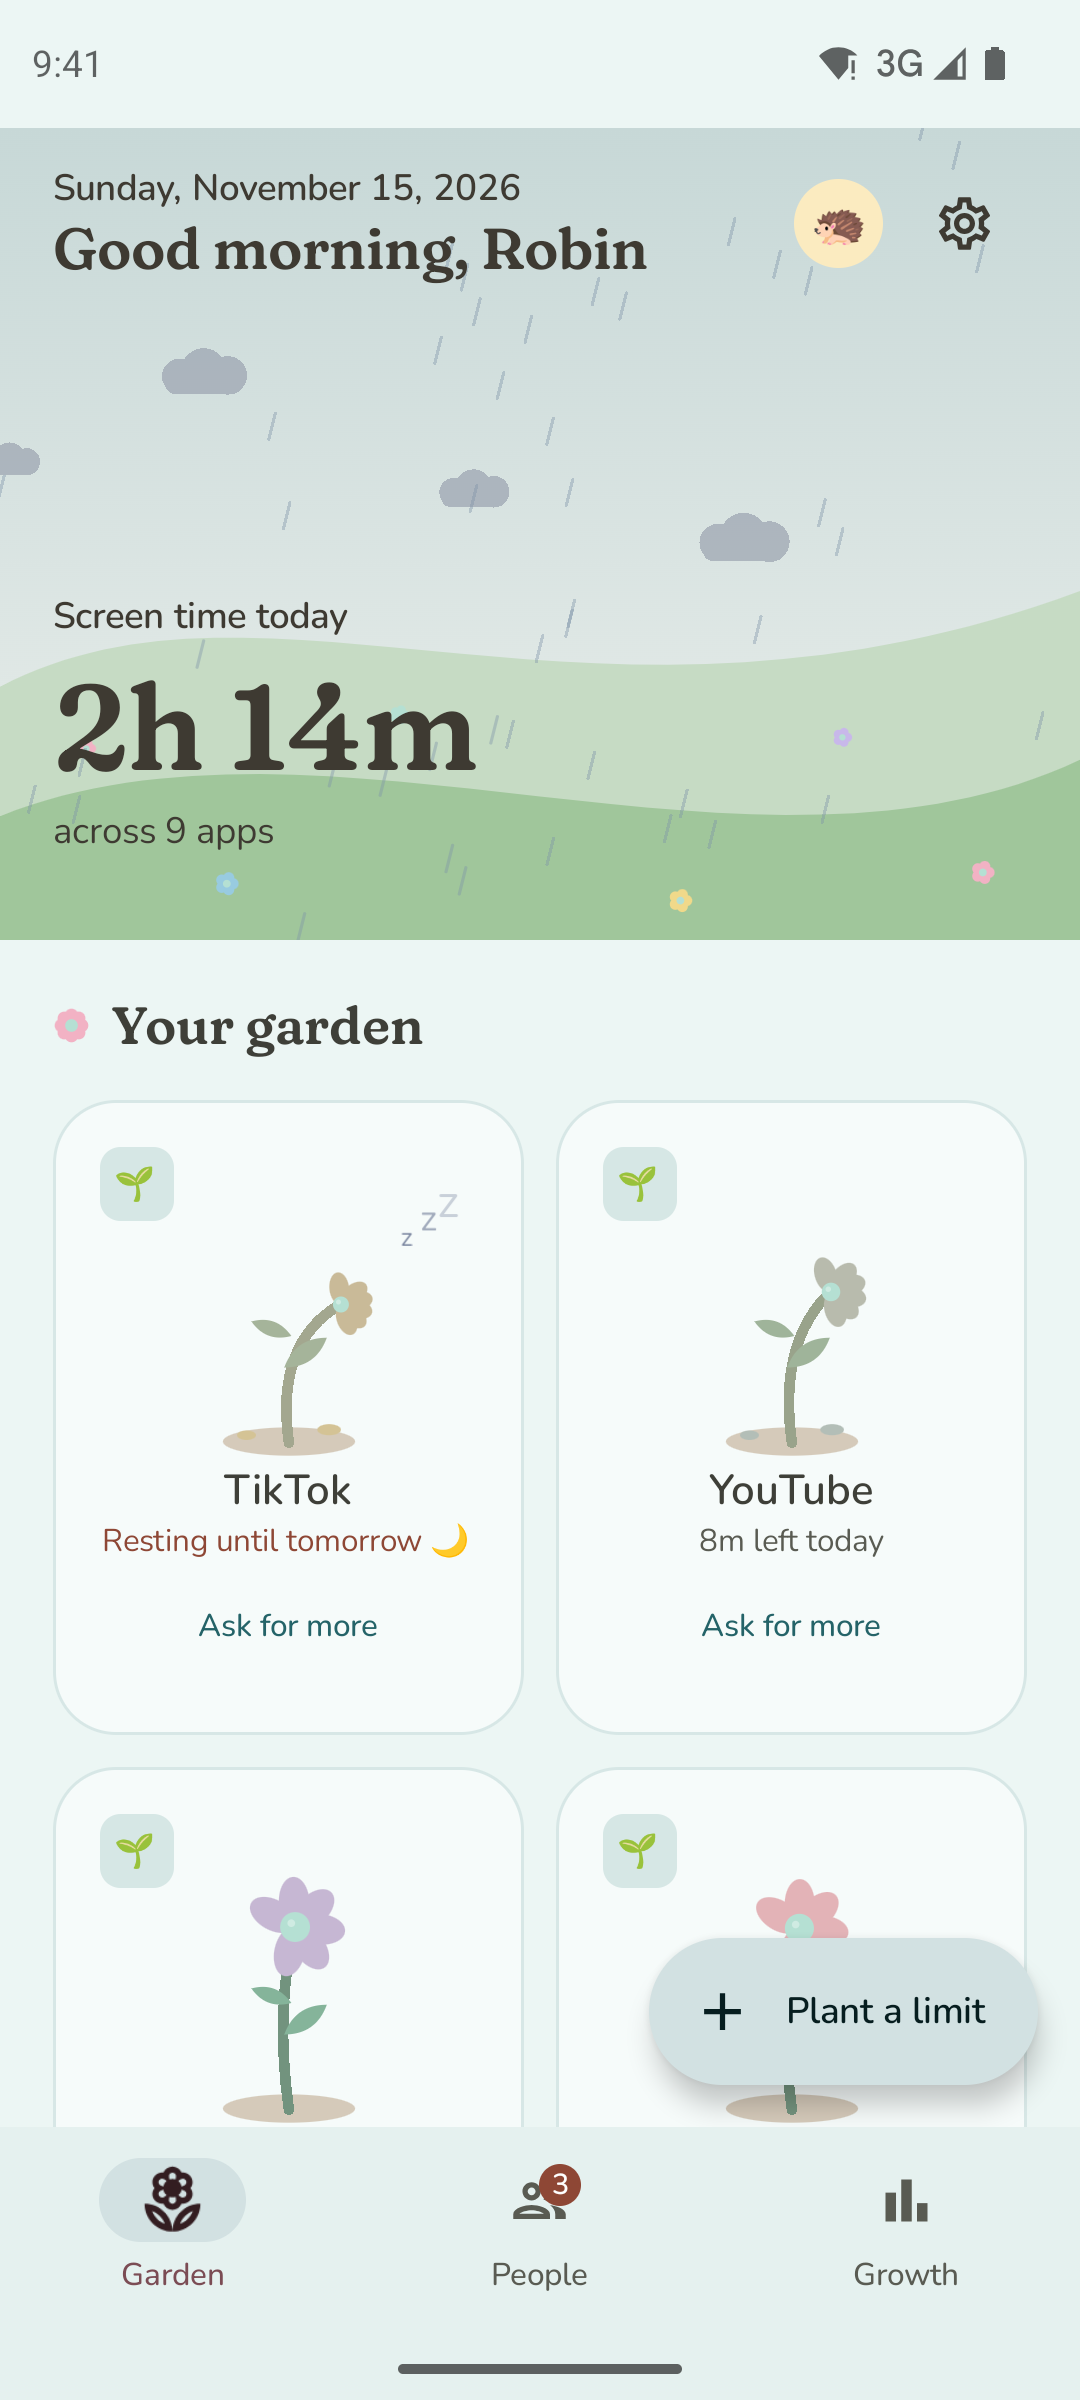 9:41
3G
Sunday, November 15, 2026
Good morning, Robin
Screen time today
2h 14m
across 9 apps
Your garden
z z Z
TikTok
Resting until tomorrow 🌙
Ask for more
YouTube
8m left today
Ask for more
Plant a limit
Garden
3
People
Growth